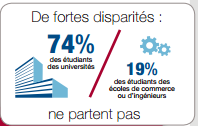 De fortes disparités :
74%
des étudiants
des universités
19%
des étudiants des
écoles de commerce
ou d'ingénieurs
ne partent pas